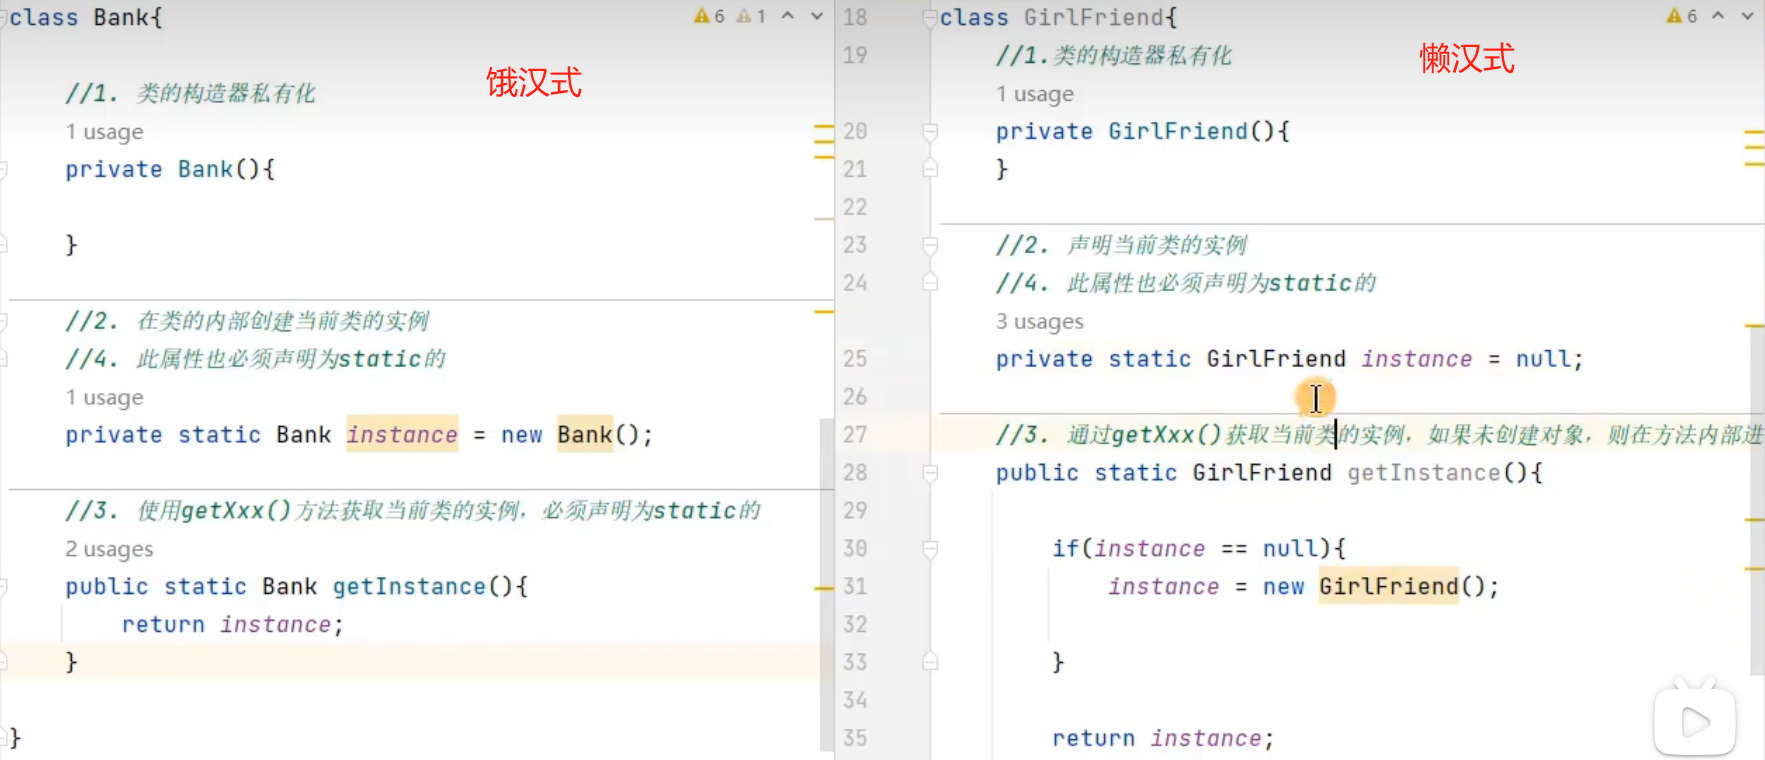 class Bank{
6 1
饿汉式
//1. 类的构造器私有化
1 usage
private Bank(){
}
//2. 在类的内部创建当前类的实例
//4. 此属性也必须声明为static的
1 usage
private static Bank instance = new Bank();
//3. 使用getXxx()方法获取当前类的实例，必须声明为static的
2 usages
public static Bank getInstance(){
return instance;
}
}
18 class GirlFriend{
6
懒汉式
19 //1.类的构造器私有化
1 usage
20 private GirlFriend(){
21 }
22
23 //2. 声明当前类的实例
24 //4. 此属性也必须声明为static的
3 usages
25 private static GirlFriend instance = null;
26
27 //3. 通过getXxx()获取当前类的实例，如果未创建对象，则在方法内部进
28 public static GirlFriend getInstance(){
29
30 if(instance == null){
31 instance = new GirlFriend();
32
33 }
34
35 return instance;